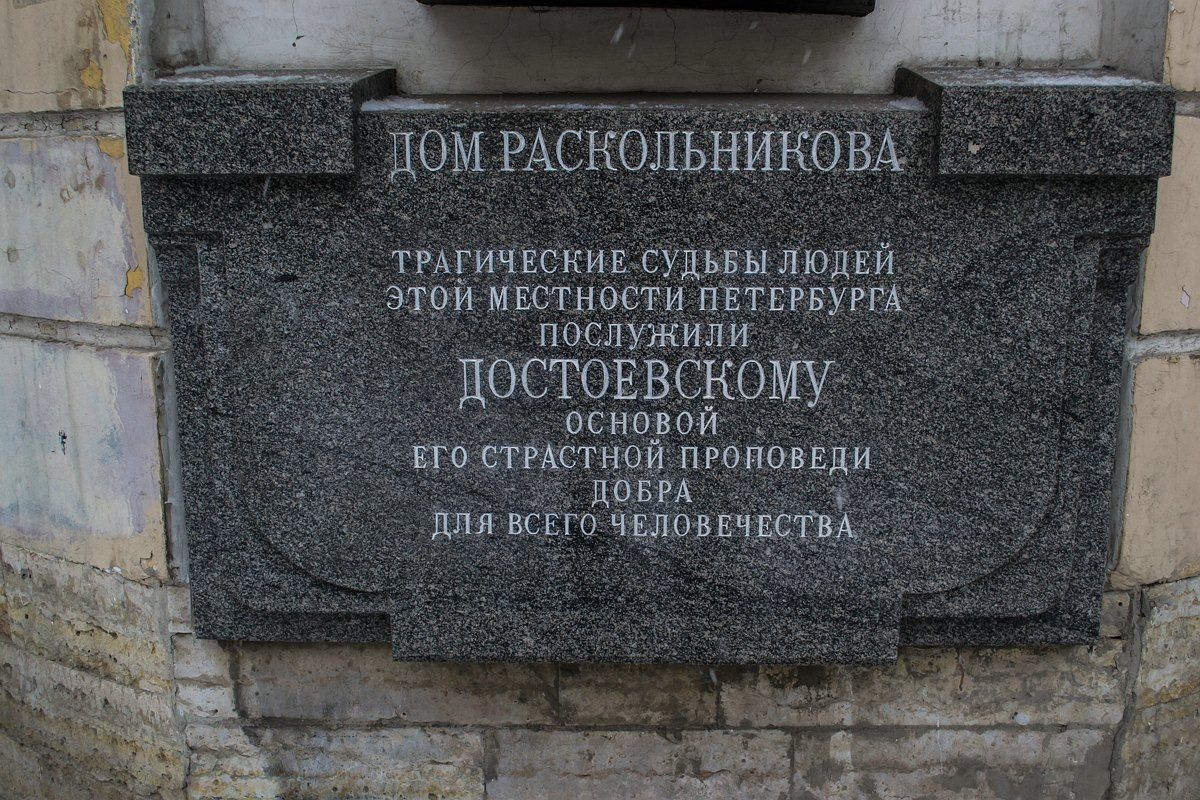 ДОМ РАСКОЛЬНИКОВА
ТРАГИЧЕСКИЕ СУДЬБЫ ЛЮДЕЙ
ЭТОЙ МЕСТНОСТИ ПЕТЕРБУРГА
ПОСЛУЖИЛИ
ДОСТОЕВСКОМУ
ОСНОВОЙ
ЕГО СТРАСТНОЙ ПРОПОВЕДИ
ДОБРА
ДЛЯ ВСЕГО ЧЕЛОВЕЧЕСТВА